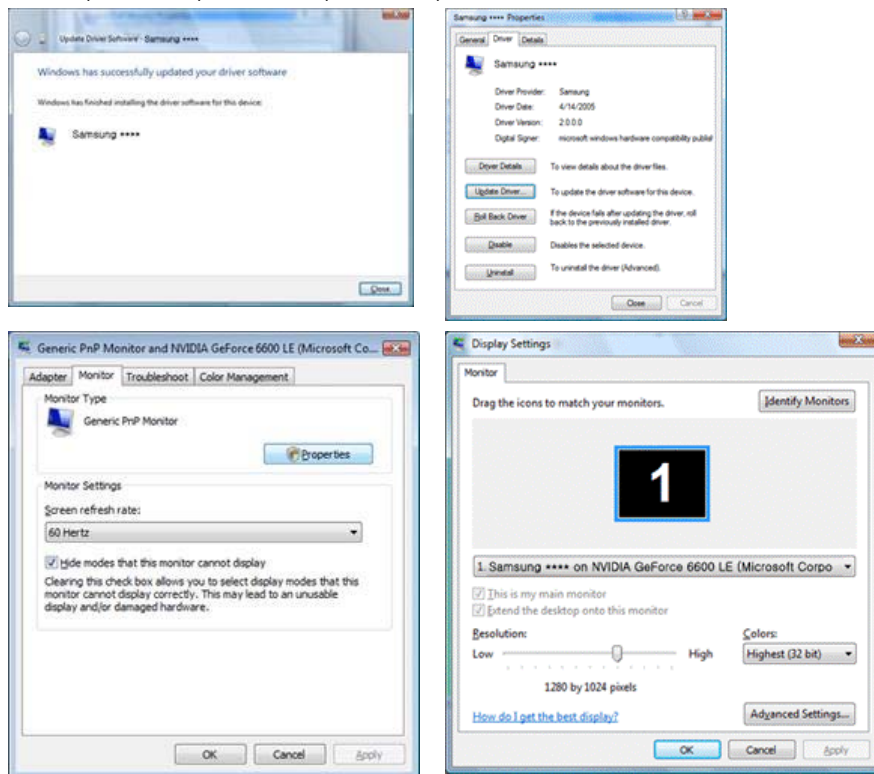 Update Driver Software - Samsung ****
Windows has successfully updated your driver software
Windows has finished installing the driver software for this device:
Samsung ****
Close
Samsung **** Properties
General Driver Details
Samsung ****
Driver Provider: Samsung
Driver Date: 4/14/2005
Driver Version: 2.0.0.0
Digital Signer: microsoft windows hardware compatibility publis
Driver Details To view details about the driver files.
Update Driver... To update the driver software for this device.
Roll Back Driver If the device fails after updating the driver, roll
back to the previously installed driver.
Disable Disables the selected device.
Uninstall To uninstall the driver (Advanced).
Close Cancel
Generic PnP Monitor and NVIDIA GeForce 6600 LE (Microsoft Co...
Adapter Monitor Troubleshoot Color Management
Monitor Type
Generic PnP Monitor
Properties
Monitor Settings
Screen refresh rate:
60 Hertz
Hide modes that this monitor cannot display
Clearing this check box allows you to select display modes that this
monitor cannot display correctly. This may lead to an unusable
display and/or damaged hardware.
OK Cancel Apply
Display Settings
Monitor
Drag the icons to match your monitors.
Identify Monitors
1
1. Samsung **** on NVIDIA GeForce 6600 LE (Microsoft Corpo
This is my main monitor
Extend the desktop onto this monitor
Resolution:
Colors:
Low High
Highest (32 bit)
1280 by 1024 pixels
How do I get the best display?
Advanced Settings...
OK Cancel Apply